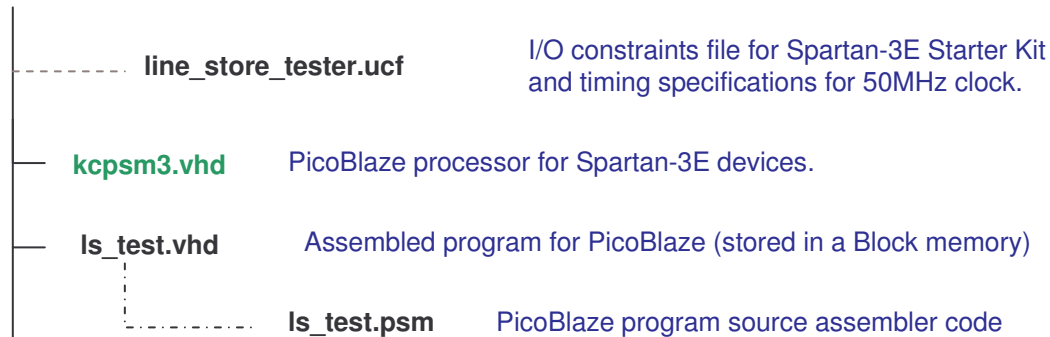 line_store_tester.ucf
I/O constraints file for Spartan-3E Starter Kit
and timing specifications for 50MHz clock.
kcpsm3.vhd
PicoBlaze processor for Spartan-3E devices.
ls_test.vhd
Assembled program for PicoBlaze (stored in a Block memory)
ls_test.psm
PicoBlaze program source assembler code